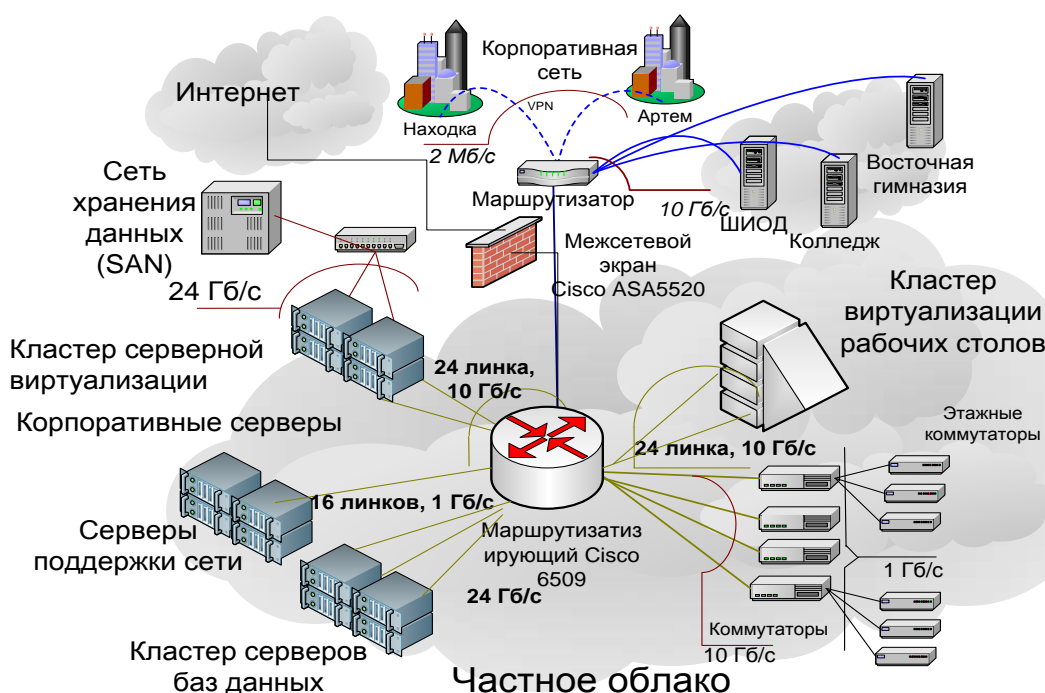 Корпоративная
сеть
Интернет
VPN
Находка
Артем
2 Мб/с
Восточная
гимназия
Сеть
хранения
данных
(SAN)
Маршрутизатор
10 Гб/с
ШИОД
Колледж
Межсетевой
экран
Cisco ASA5520
24 Гб/с
Кластер
виртуализации
рабочих столов
Кластер серверной
виртуализации
24 линка,
10 Гб/с
Корпоративные серверы
Этажные
коммутаторы
24 линка, 10 Гб/с
16 линков, 1 Гб/с
Серверы
поддержки сети
Маршрутизатиз
ирующий Cisco
6509
1 Гб/с
24 Гб/с
Коммутаторы
10 Гб/с
Кластер серверов
баз данных
Частное облако